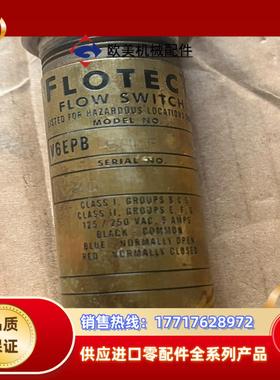 欧美机械配件
FLOTEC
FLOW SWITCH
LISTED FOR HAZARDOUS LOCATIONS
MODEL NO.
V6EPB
SERIAL NO.
CLASS I, GROUPS B C D
CLASS II, GROUPS E, F, G
125 / 250 VAC, 5 AMPS
BLACK COMMON
BLUE NORMALLY OPEN
RED NORMALLY CLOSED
品质
保证
销售热线：17717628972
供应进口零配件全系列产品